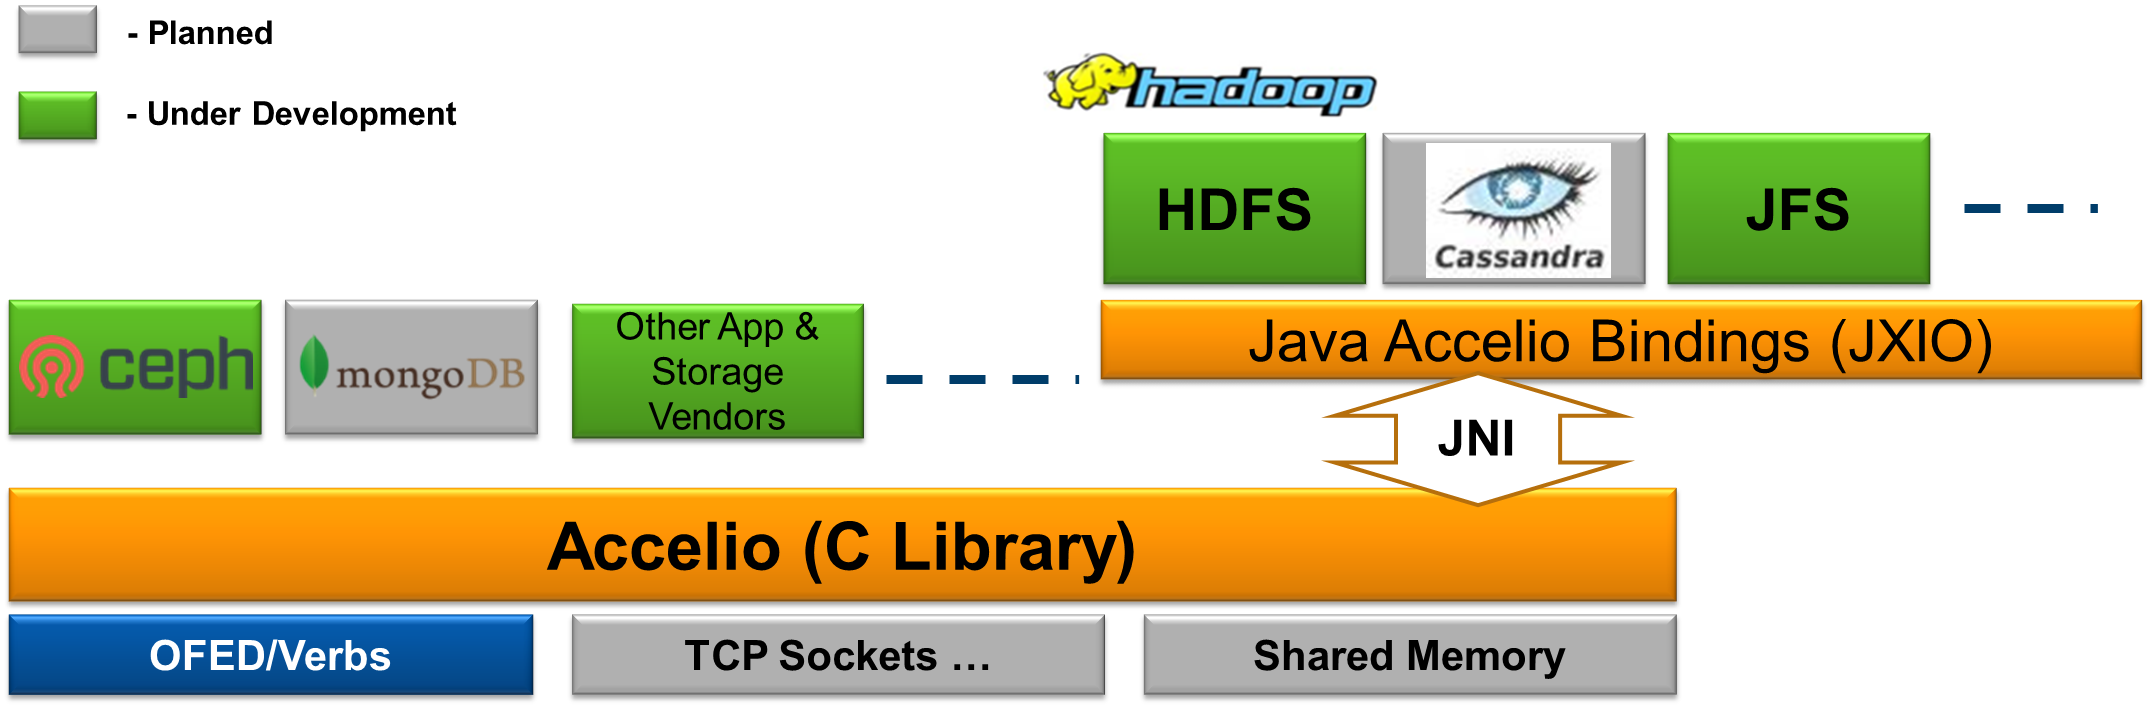 - Planned
- Under Development
hadoop
HDFS
Cassandra
JFS
ceph
mongoDB
Other App &
Storage
Vendors
Java Accelio Bindings (JXIO)
JNI
Accelio (C Library)
OFED/Verbs
TCP Sockets ...
Shared Memory